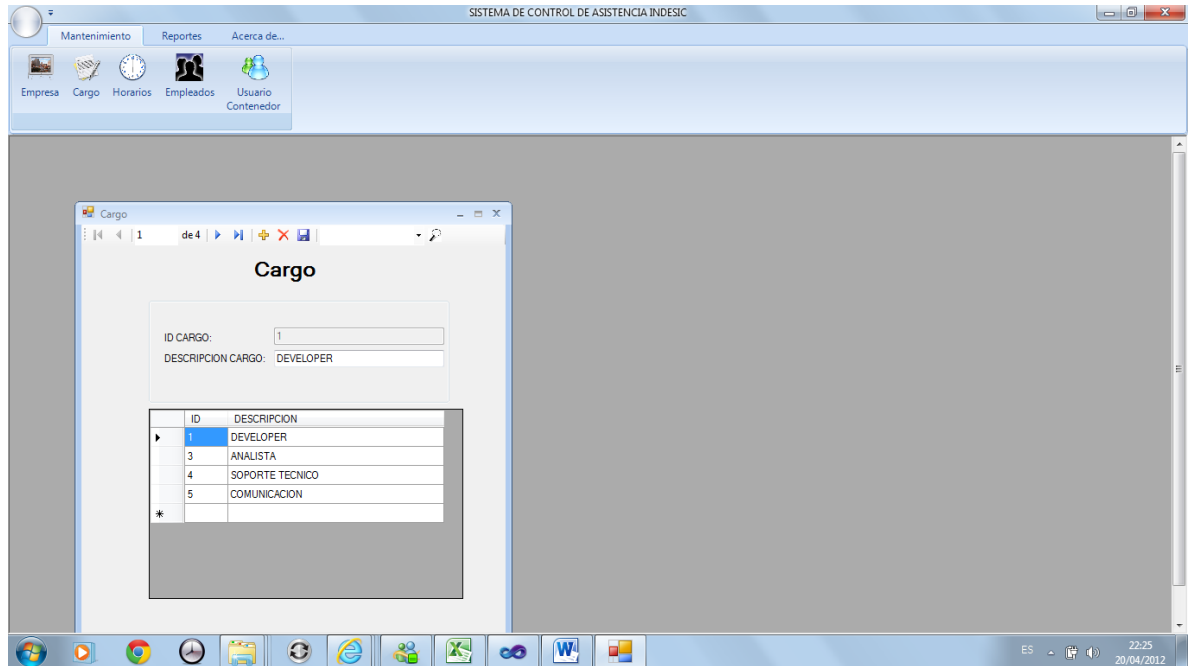 SISTEMA DE CONTROL DE ASISTENCIA INDESIC
Mantenimiento Reportes Acerca de...
Empresa Cargo Horarios Empleados Usuario Contenedor
Cargo
1 de 4
Cargo
ID CARGO: 1
DESCRIPCION CARGO: DEVELOPER
ID DESCRIPCION
1 DEVELOPER
3 ANALISTA
4 SOPORTE TECNICO
5 COMUNICACION
ES 22:25
20/04/2012